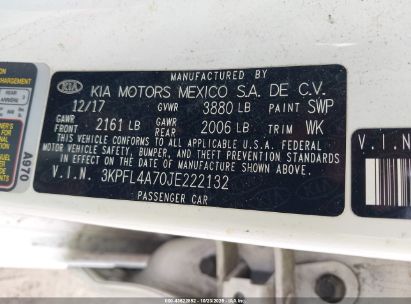 MANUFACTURED BY
KIA
KIA MOTORS MEXICO S.A. DE C.V.
12/17 GVWR 3880 LB PAINT SWP
GAWR FRONT 2161 LB GAWR REAR 2006 LB TRIM WK
THIS VEHICLE CONFORMS TO ALL APPLICABLE U.S.A. FEDERAL
MOTOR VEHICLE SAFETY, BUMPER, AND THEFT PREVENTION STANDARDS
IN EFFECT ON THE DATE OF MANUFACTURE SHOWN ABOVE.
V.I.N. 3KPFL4A70JE222132
PASSENGER CAR
A970
V.I.N.